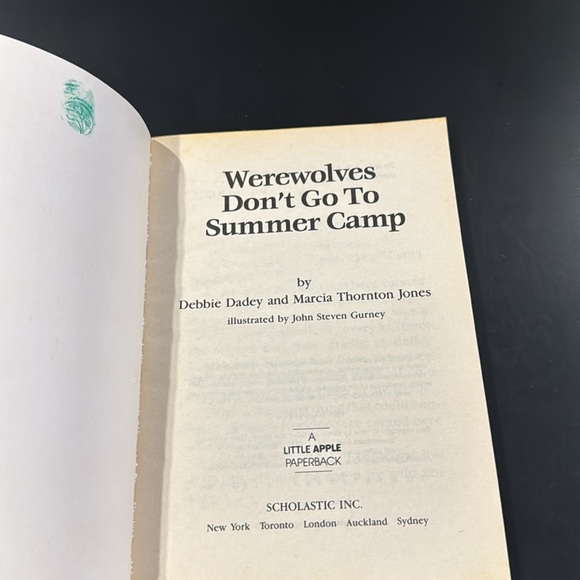 Werewolves
Don't Go To
Summer Camp
by
Debbie Dadey and Marcia Thornton Jones
illustrated by John Steven Gurney
A
LITTLE APPLE
PAPERBACK
SCHOLASTIC INC.
New York Toronto London Auckland Sydney